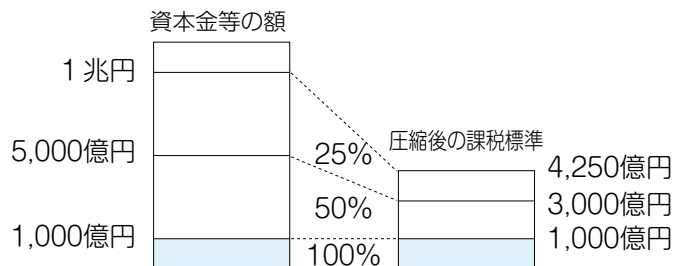 資本金等の額
1兆円
5,000億円
1,000億円
25%
50%
100%
圧縮後の課税標準
4,250億円
3,000億円
1,000億円